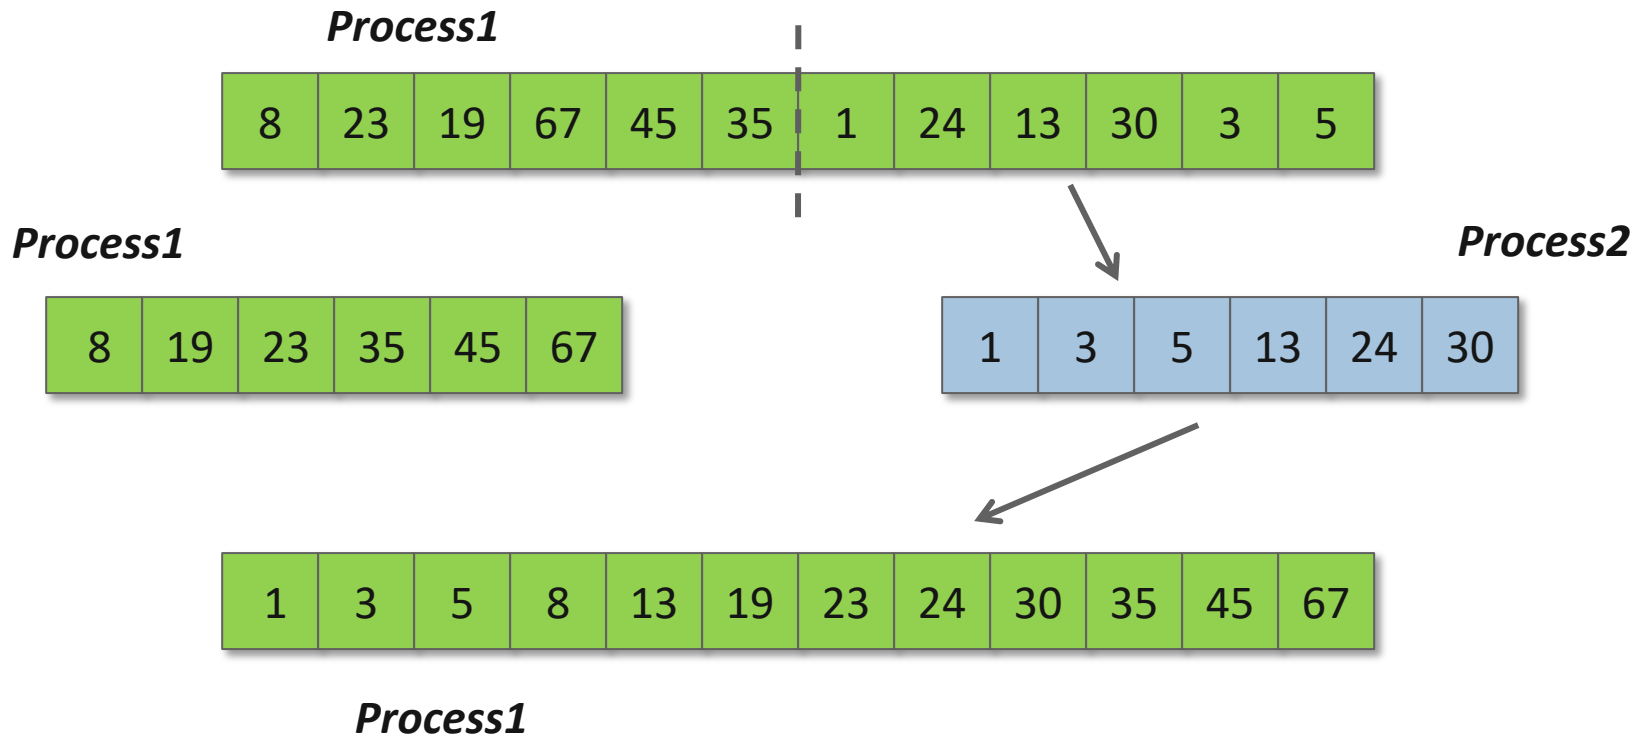 Process1
8 23 19 67 45 35 1 24 13 30 3 5
Process1
Process2
8 19 23 35 45 67
1 3 5 13 24 30
1 3 5 8 13 19 23 24 30 35 45 67
Process1